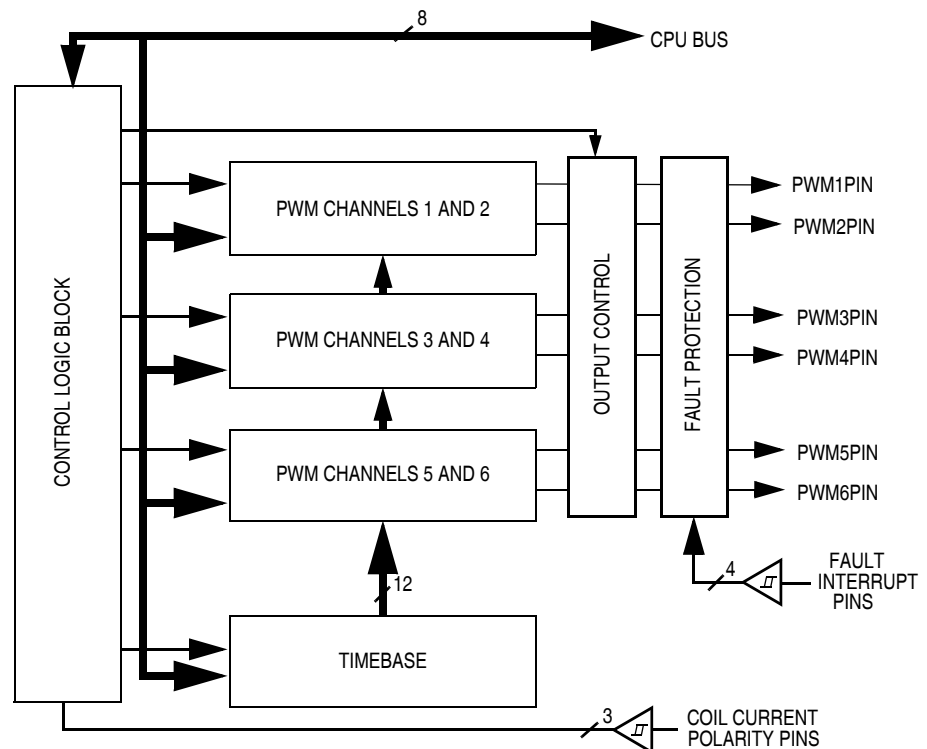 8
CPU BUS
CONTROL LOGIC BLOCK
PWM CHANNELS 1 AND 2
OUTPUT CONTROL
FAULT PROTECTION
PWM1PIN
PWM2PIN
PWM CHANNELS 3 AND 4
PWM3PIN
PWM4PIN
PWM CHANNELS 5 AND 6
PWM5PIN
PWM6PIN
4
FAULT
INTERRUPT
PINS
12
TIMEBASE
3
COIL CURRENT
POLARITY PINS